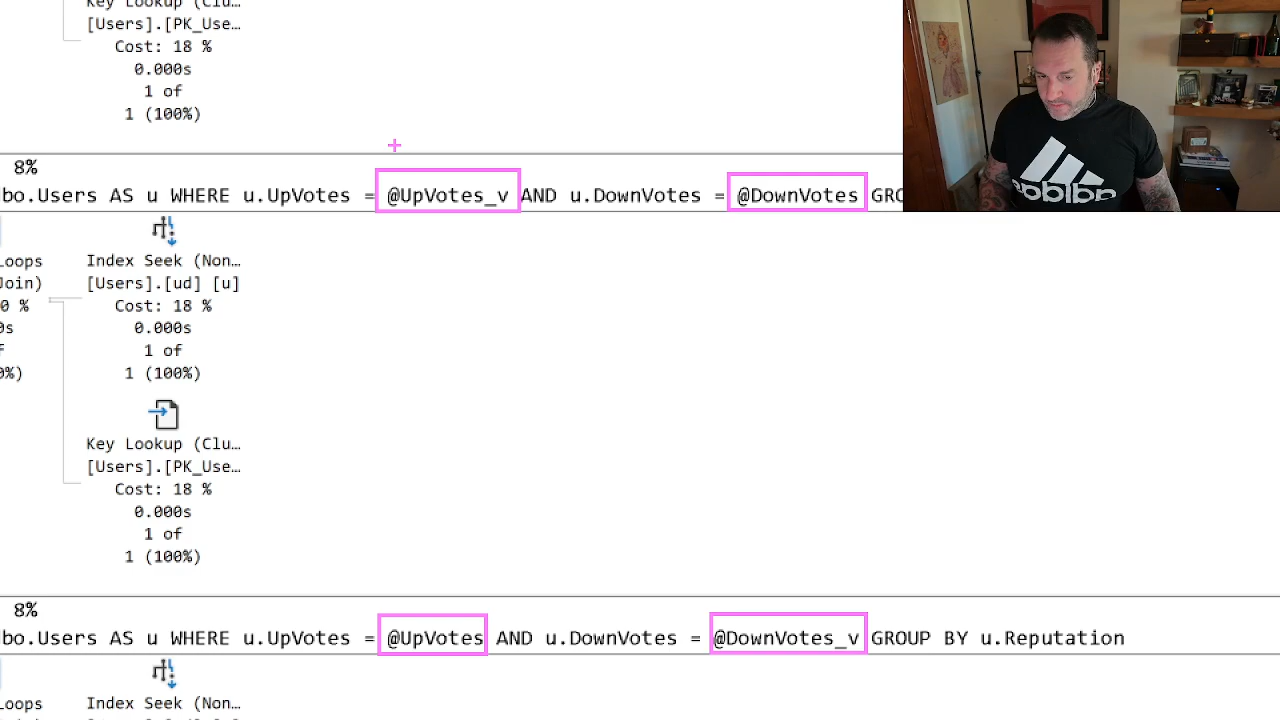 Key Lookup (Clu…
[Users].[PK_Use…
Cost: 18 %
0.000s
1 of
1 (100%)
8%
bo.Users AS u WHERE u.UpVotes = @UpVotes_v AND u.DownVotes = @DownVotes GRO
Loops
Join)
0 %
0s
f
0%)
Index Seek (Non…
[Users].[ud] [u]
Cost: 18 %
0.000s
1 of
1 (100%)
Key Lookup (Clu…
[Users].[PK_Use…
Cost: 18 %
0.000s
1 of
1 (100%)
8%
bo.Users AS u WHERE u.UpVotes = @UpVotes AND u.DownVotes = @DownVotes_v GROUP BY u.Reputation
Loops
Index Seek (Non…
adidas